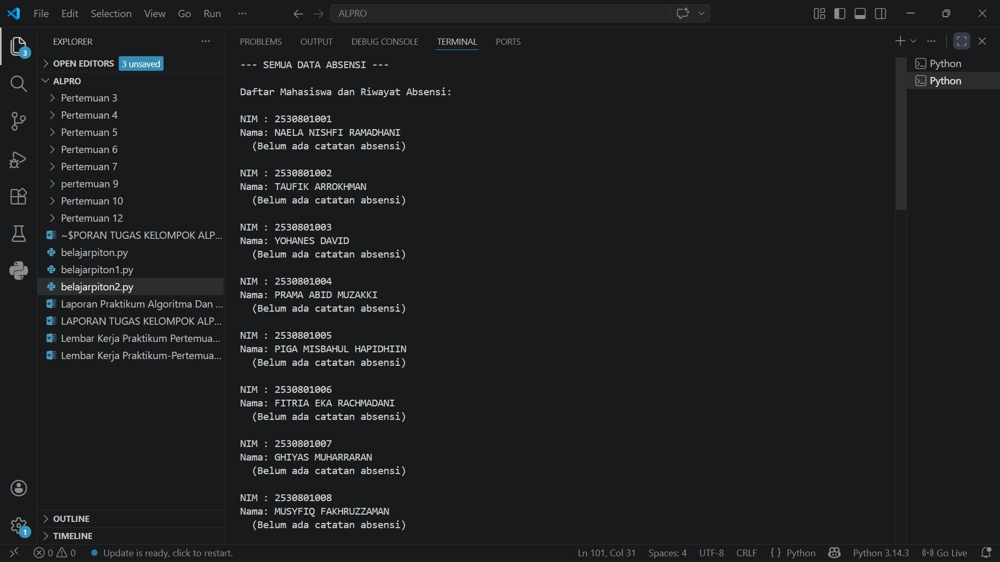 File Edit Selection View Go Run ··· ALPRO
EXPLORER ···
3
OPEN EDITORS 3 unsaved
ALPRO
Pertemuan 3
Pertemuan 4
Pertemuan 5
Pertemuan 6
Pertemuan 7
pertemuan 9
Pertemuan 10
Pertemuan 12
~$PORAN TUGAS KELOMPOK ALP...
belajarpiton.py
belajarpiton1.py
belajarpiton2.py
Laporan Praktikum Algoritma Dan ...
LAPORAN TUGAS KELOMPOK ALP...
Lembar Kerja Praktikum Pertemua...
Lembar Kerja Praktikum-Pertemua...
OUTLINE
TIMELINE
1
PROBLEMS OUTPUT DEBUG CONSOLE TERMINAL PORTS
--- SEMUA DATA ABSENSI ---
Daftar Mahasiswa dan Riwayat Absensi:
NIM : 2530801001
Nama: NAELA NISHFI RAMADHANI
(Belum ada catatan absensi)
NIM : 2530801002
Nama: TAUFIK ARROKHMAN
(Belum ada catatan absensi)
NIM : 2530801003
Nama: YOHANES DAVID
(Belum ada catatan absensi)
NIM : 2530801004
Nama: PRAMA ABID MUZAKKI
(Belum ada catatan absensi)
NIM : 2530801005
Nama: PIGA MISBAHUL HAPIDHIIN
(Belum ada catatan absensi)
NIM : 2530801006
Nama: FITRIA EKA RACHMADANI
(Belum ada catatan absensi)
NIM : 2530801007
Nama: GHIYAS MUHARRARAN
(Belum ada catatan absensi)
NIM : 2530801008
Nama: MUSYFIQ FAKHRUZZAMAN
(Belum ada catatan absensi)
Python
Python
0 0 Update is ready, click to restart. Ln 101, Col 31 Spaces: 4 UTF-8 CRLF { } Python Python 3.14.3 Go Live